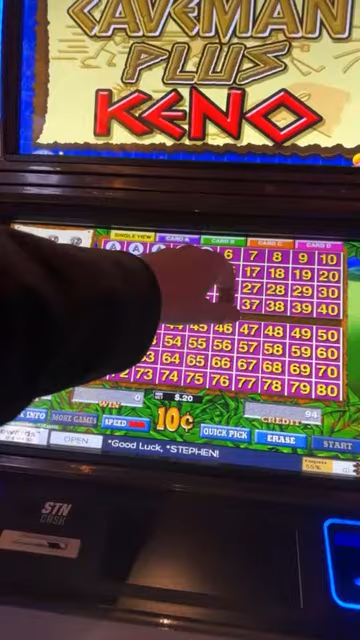 CAVEMAN
PLUS
KENO
SINGLE VIEW CARD A CARD B CARD C CARD D
A A A 6 7 8 9 10
17 18 19 20
27 28 29 30
37 38 39 40
45 46 47 48 49 50
54 55 56 57 58 59 60
63 64 65 66 67 68 69 70
72 73 74 75 76 77 78 79 80
0 $.20 94
WIN 10¢ CREDIT
INFO MORE GAMES SPEED QUICK PICK ERASE START
OPEN *Good Luck, *STEPHEN!
STN
CASH